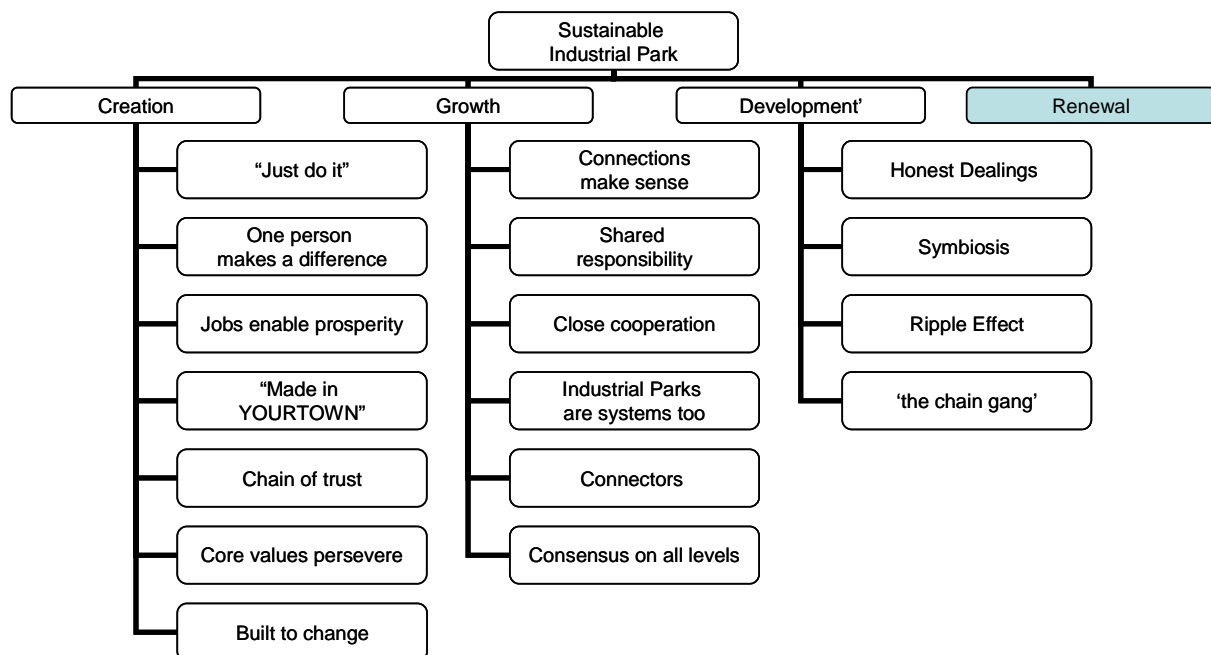 Sustainable
Industrial Park
Creation
Growth
Development'
Renewal
“Just do it”
One person
makes a difference
Jobs enable prosperity
“Made in
YOURTOWN”
Chain of trust
Core values persevere
Built to change
Connections
make sense
Shared
responsibility
Close cooperation
Industrial Parks
are systems too
Connectors
Consensus on all levels
Honest Dealings
Symbiosis
Ripple Effect
‘the chain gang’